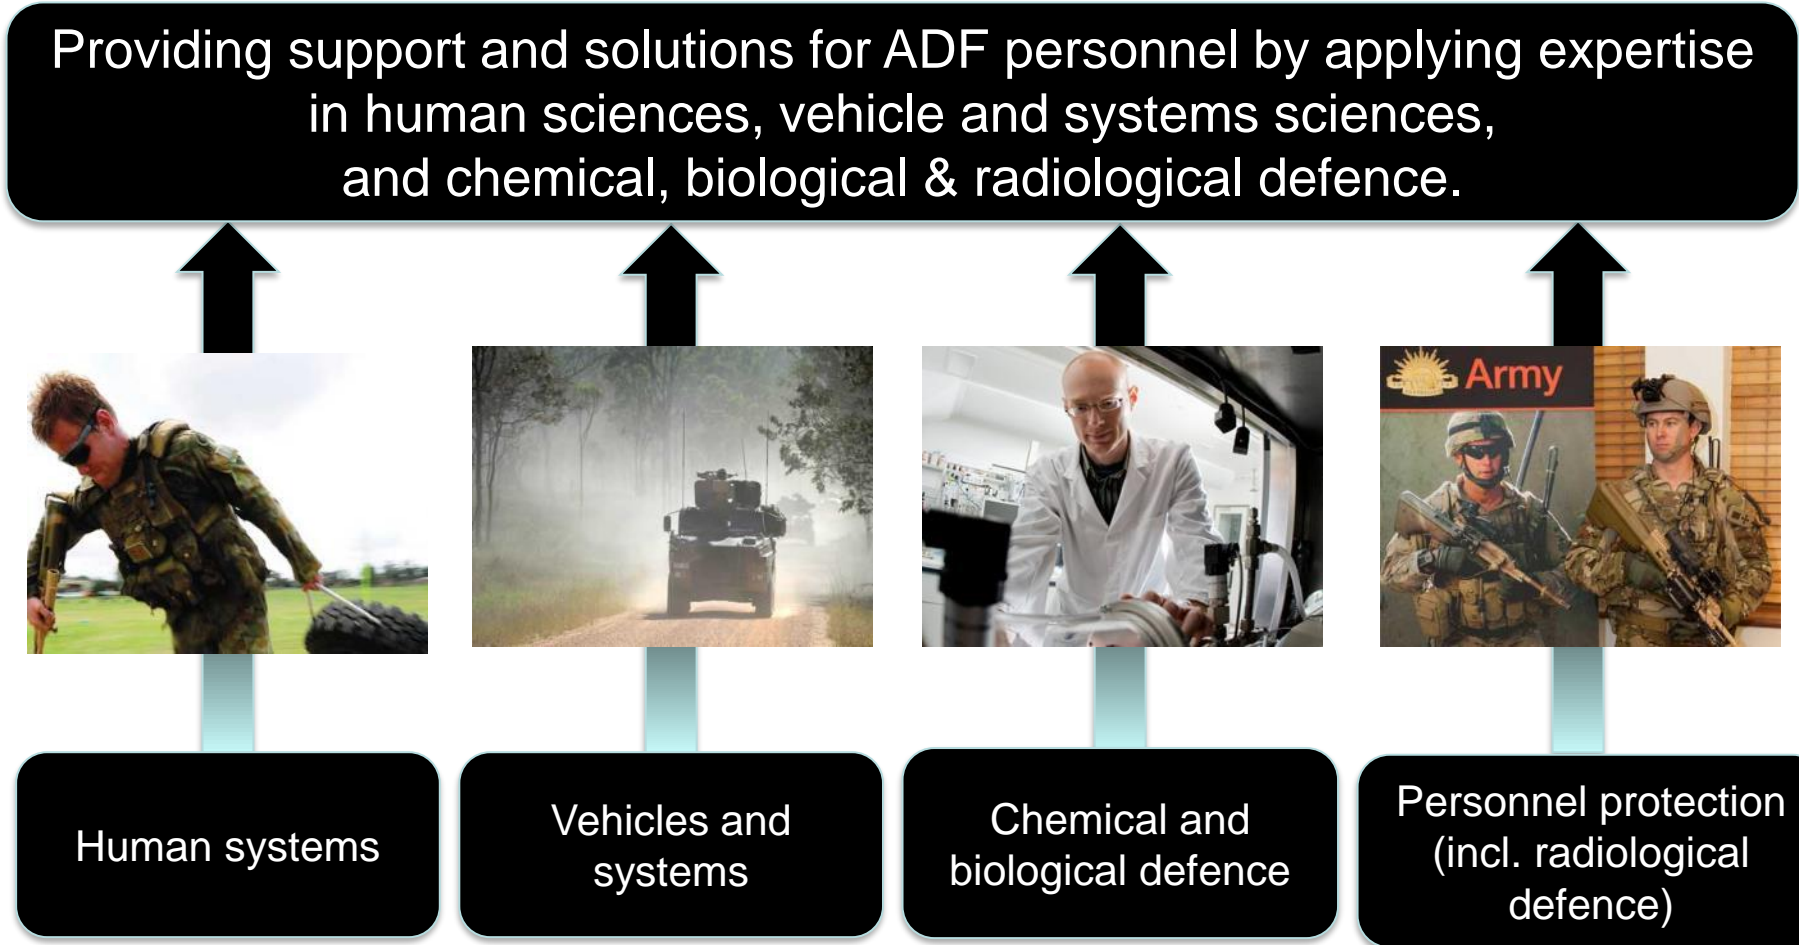 Providing support and solutions for ADF personnel by applying expertise
in human sciences, vehicle and systems sciences,
and chemical, biological & radiological defence.
Army
Human systems
Vehicles and
systems
Chemical and
biological defence
Personnel protection
(incl. radiological
defence)